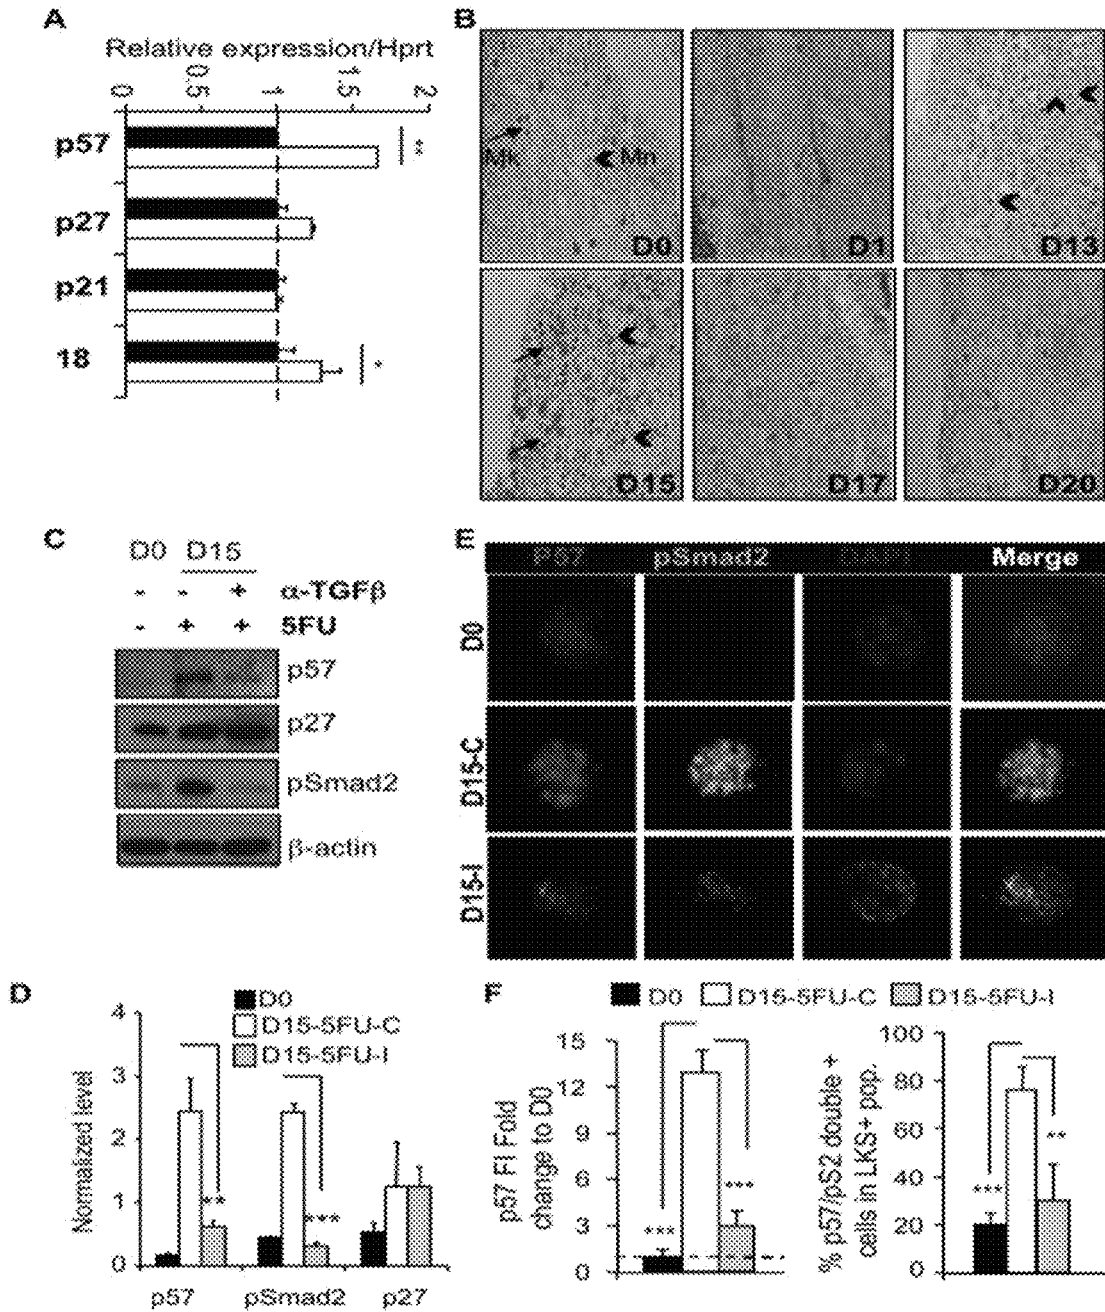 A
Relative expression/Hprt
0 0.5 1 1.5 2
p57 **
p27
p21
18 *
B
Mk Mn
D0 D1 D13
D15 D17 D20
C
D0 D15
- - + α-TGFβ
- + + 5FU
p57
p27
pSmad2
β-actin
E
P57 pSmad2 Merge
D0
D15-C
D15-I
D
D0
D15-5FU-C
D15-5FU-I
Normalized level
4
3
2
1
0
** ***
p57 pSmad2 p27
F
D0 D15-5FU-C D15-5FU-I
p57 FI Fold
change to D0
15
12
9
6
3
0
*** ***
% p57/pS2 double +
cells in LKS+ pop.
100
80
60
40
20
0
*** **